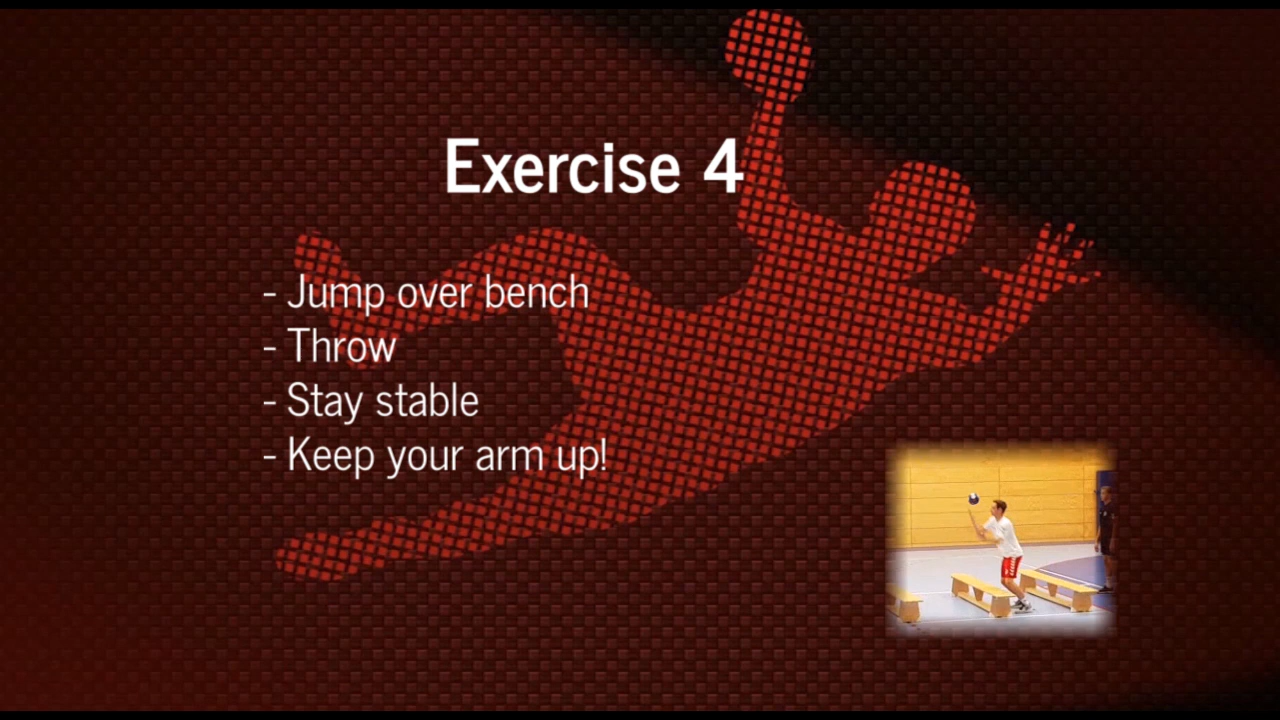 Exercise 4
- Jump over bench
- Throw
- Stay stable
- Keep your arm up!